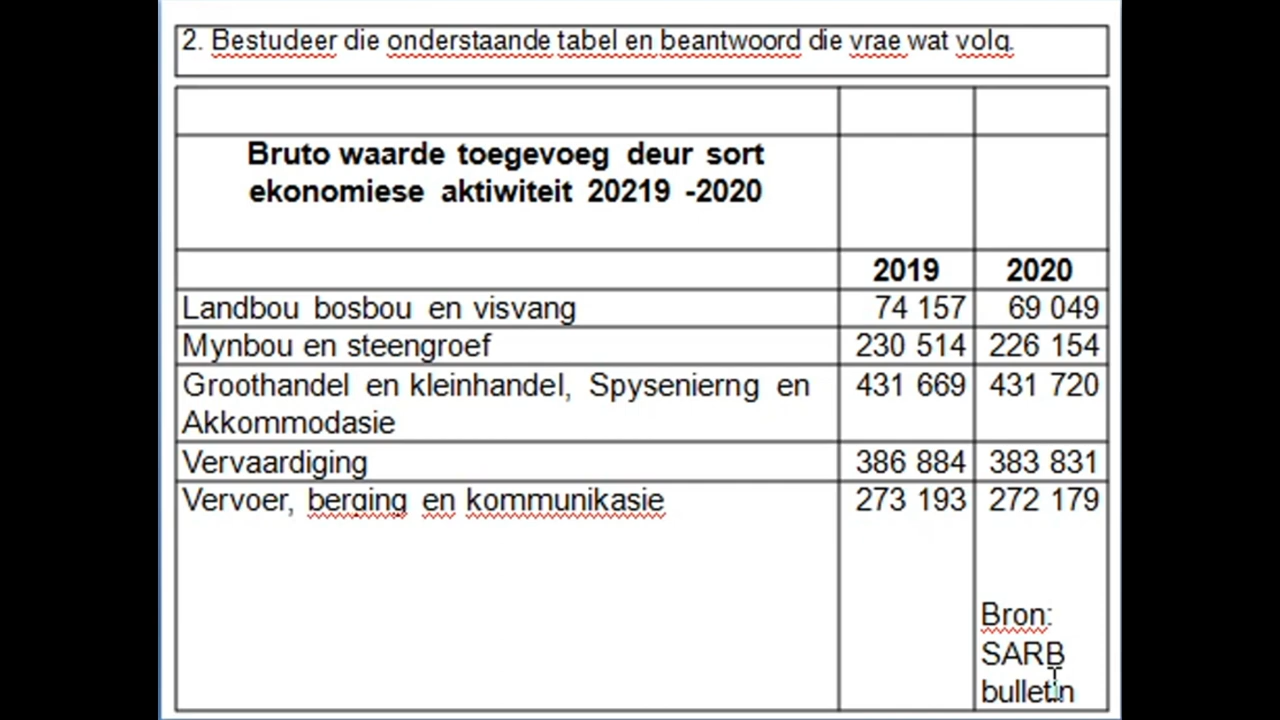 2. Bestudeer die onderstaande tabel en beantwoord die vrae wat volg.
Bruto waarde toegevoeg deur sort
ekonomiese aktiwiteit 20219 -2020
2019 2020
Landbou bosbou en visvang 74 157 69 049
Mynbou en steengroef 230 514 226 154
Groothandel en kleinhandel, Spysenierng en 431 669 431 720
Akkommodasie
Vervaardiging 386 884 383 831
Vervoer, berging en kommunikasie 273 193 272 179
Bron:
SARB
bulletin